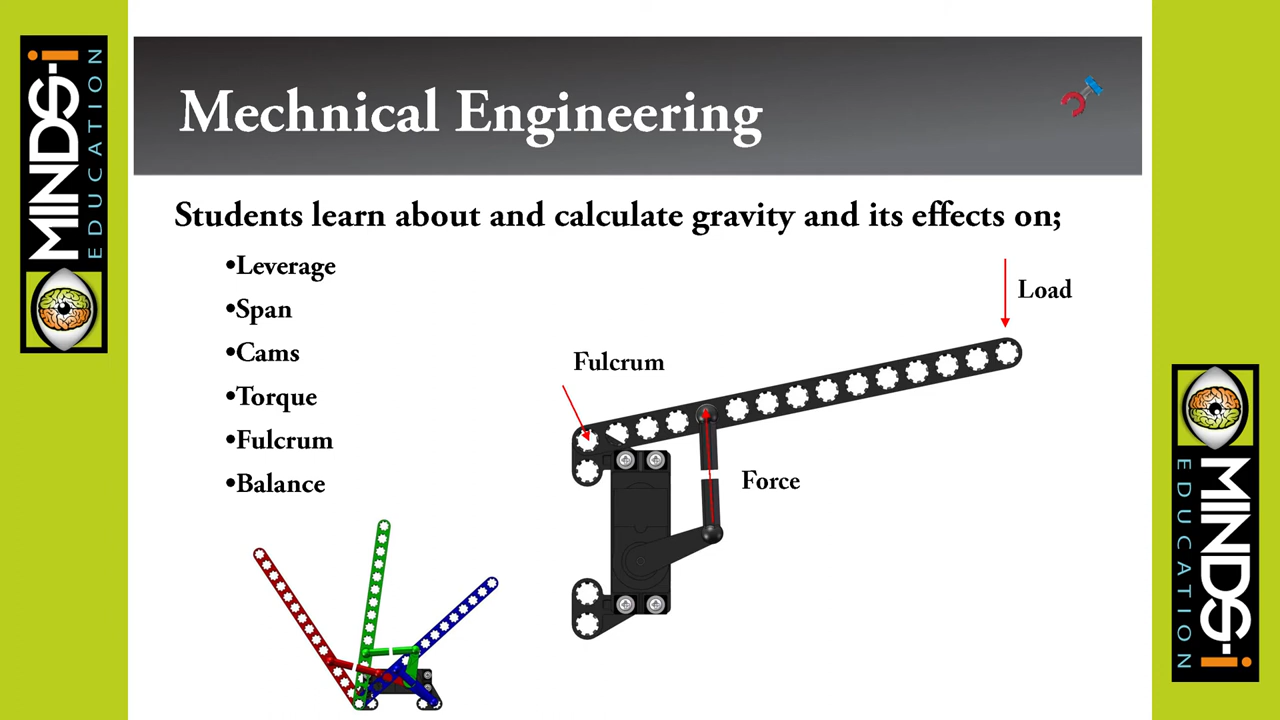 MINDS-i
EDUCATION
Mechnical Engineering
Students learn about and calculate gravity and its effects on;
•Leverage
•Span
•Cams
•Torque
•Fulcrum
•Balance
Load
Fulcrum
Force
MINDS-i
EDUCATION